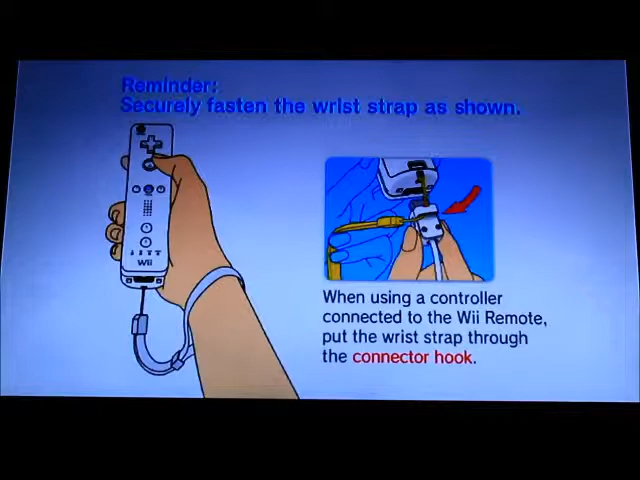 Reminder:
Securely fasten the wrist strap as shown.
Wii
When using a controller
connected to the Wii Remote,
put the wrist strap through
the connector hook.